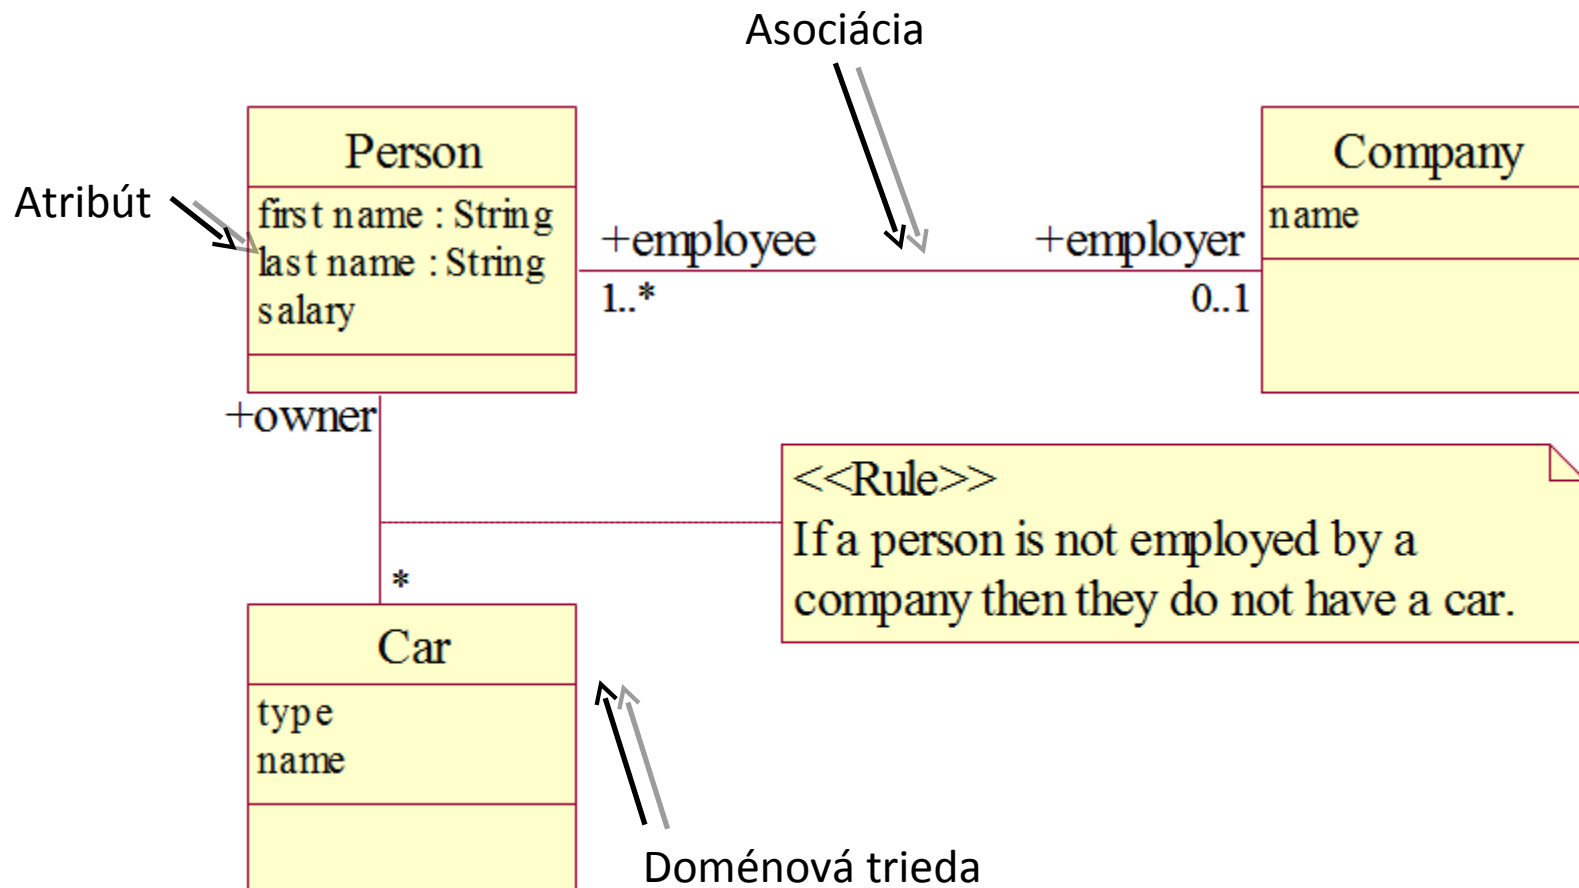 Asociácia
Person
Company
Atribút
first name : String
last name : String
salary
name
+employee
+employer
1..*
0..1
+owner
<<Rule>>
If a person is not employed by a
company then they do not have a car.
*
Car
type
name
Doménová trieda